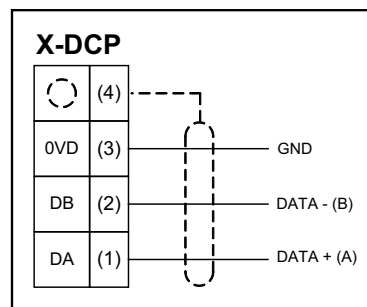 X-DCP
(4)
0VD (3) GND
DB (2) DATA - (B)
DA (1) DATA + (A)